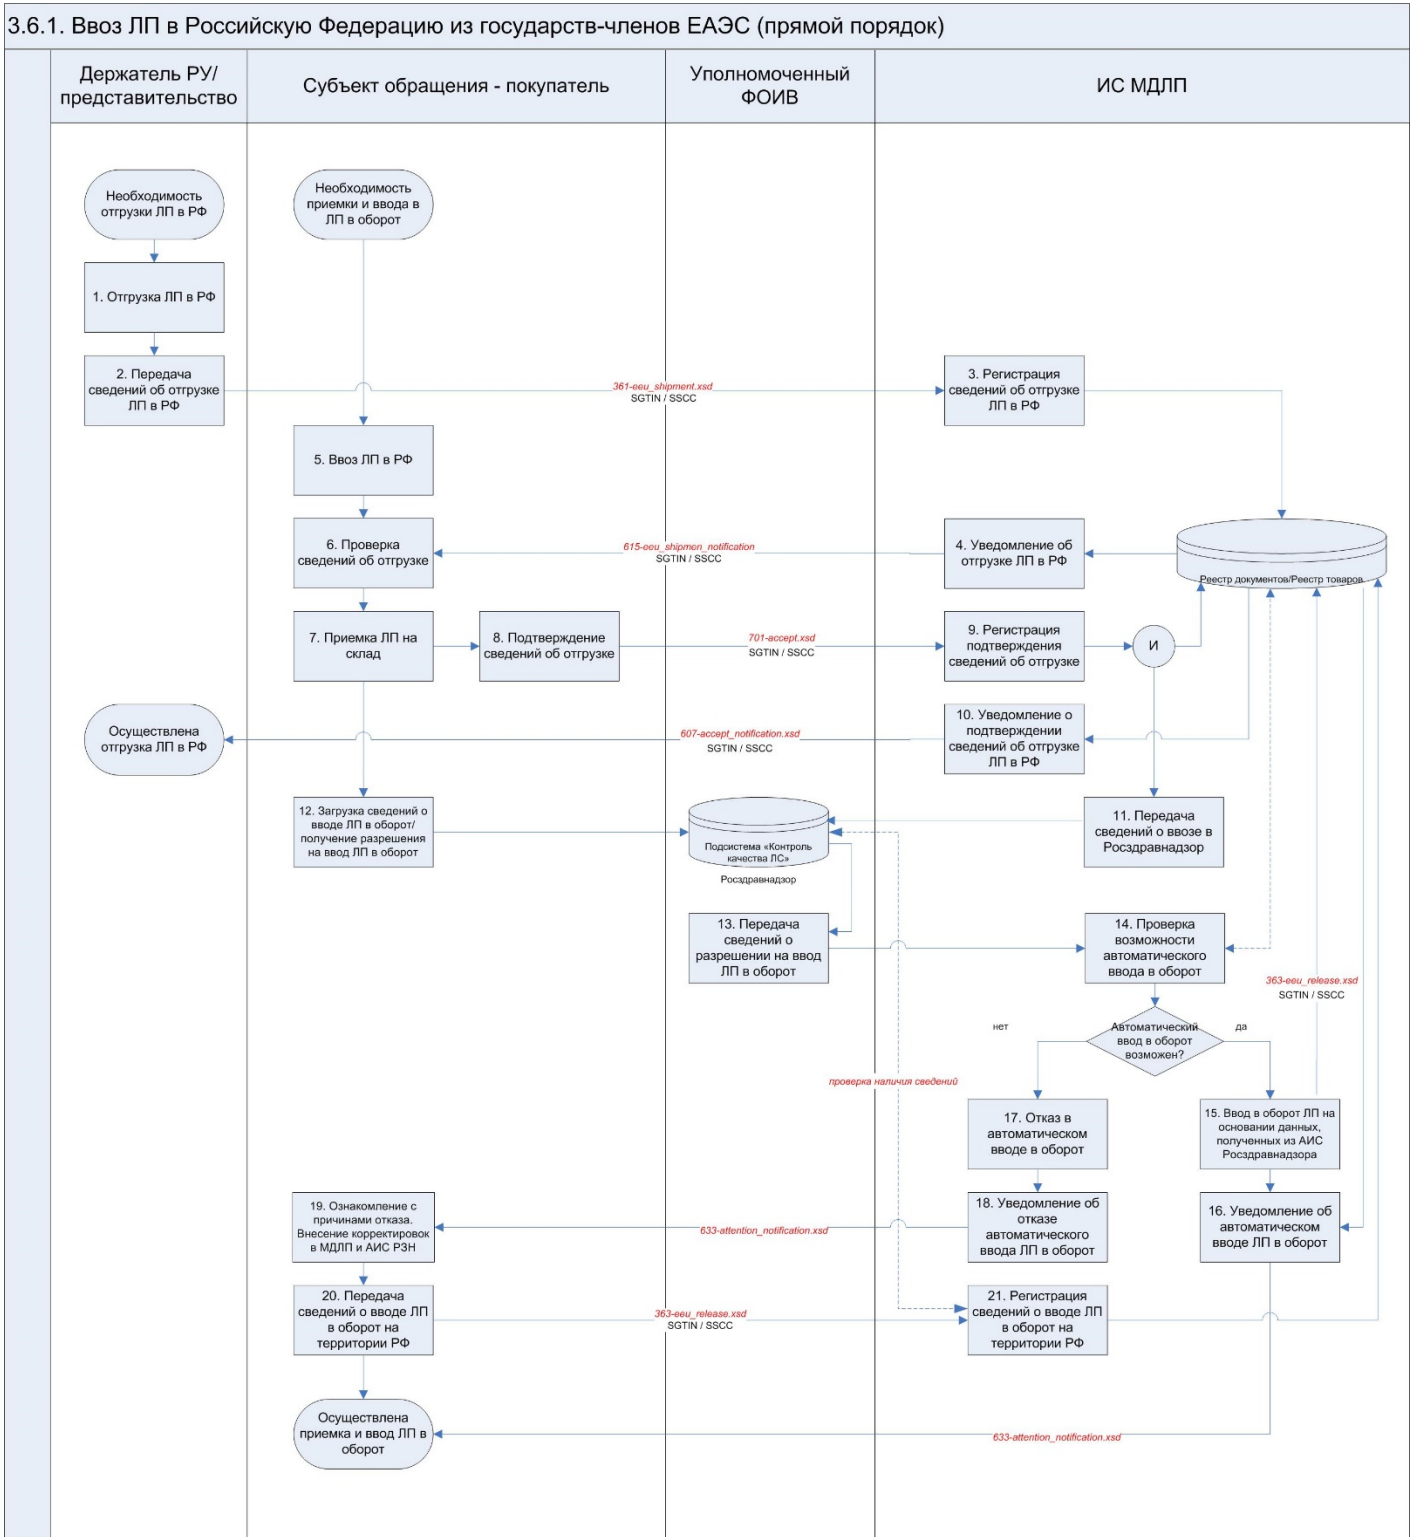 3.6.1. Ввоз ЛП в Российскую Федерацию из государств-членов ЕАЭС (прямой порядок)
Держатель РУ/
представительство
Субъект обращения - покупатель
Уполномоченный
ФОИВ
ИС МДЛП
Необходимость
отгрузки ЛП в РФ
Необходимость
приемки и ввода в
ЛП в оборот
1. Отгрузка ЛП в РФ
2. Передача
сведений об отгрузке
ЛП в РФ
361-eeu_shipment.xsd
SGTIN / SSCC
3. Регистрация
сведений об отгрузке
ЛП в РФ
5. Ввоз ЛП в РФ
6. Проверка
сведений об отгрузке
615-eeu_shipmen_notification
SGTIN / SSCC
4. Уведомление об
отгрузке ЛП в РФ
Реестр документов/Реестр товаров
7. Приемка ЛП на
склад
8. Подтверждение
сведений об отгрузке
701-accept.xsd
SGTIN / SSCC
9. Регистрация
подтверждения
сведений об отгрузке
И
Осуществлена
отгрузка ЛП в РФ
607-accept_notification.xsd
SGTIN / SSCC
10. Уведомление о
подтверждении
сведений об отгрузке
ЛП в РФ
12. Загрузка сведений о
вводе ЛП в оборот/
получение разрешения
на ввод ЛП в оборот
Подсистема «Контроль
качества ЛС»
Росздравнадзор
11. Передача
сведений о ввозе в
Росздравнадзор
13. Передача
сведений о
разрешении на ввод
ЛП в оборот
14. Проверка
возможности
автоматического
ввода в оборот
363-eeu_release.xsd
SGTIN / SSCC
нет
Автоматический
ввод в оборот
возможен?
да
проверка наличия сведений
17. Отказ в
автоматическом
вводе в оборот
15. Ввод в оборот ЛП на
основании данных,
полученных из АИС
Росздравнадзора
19. Ознакомление с
причинами отказа.
Внесение корректировок
в МДЛП и АИС РЗН
633-attention_notification.xsd
18. Уведомление об
отказе
автоматического
ввода ЛП в оборот
16. Уведомление об
автоматическом
вводе ЛП в оборот
20. Передача
сведений о вводе ЛП
в оборот на
территории РФ
363-eeu_release.xsd
SGTIN / SSCC
21. Регистрация
сведений о вводе ЛП
в оборот на
территории РФ
Осуществлена
приемка и ввод ЛП в
оборот
633-attention_notification.xsd